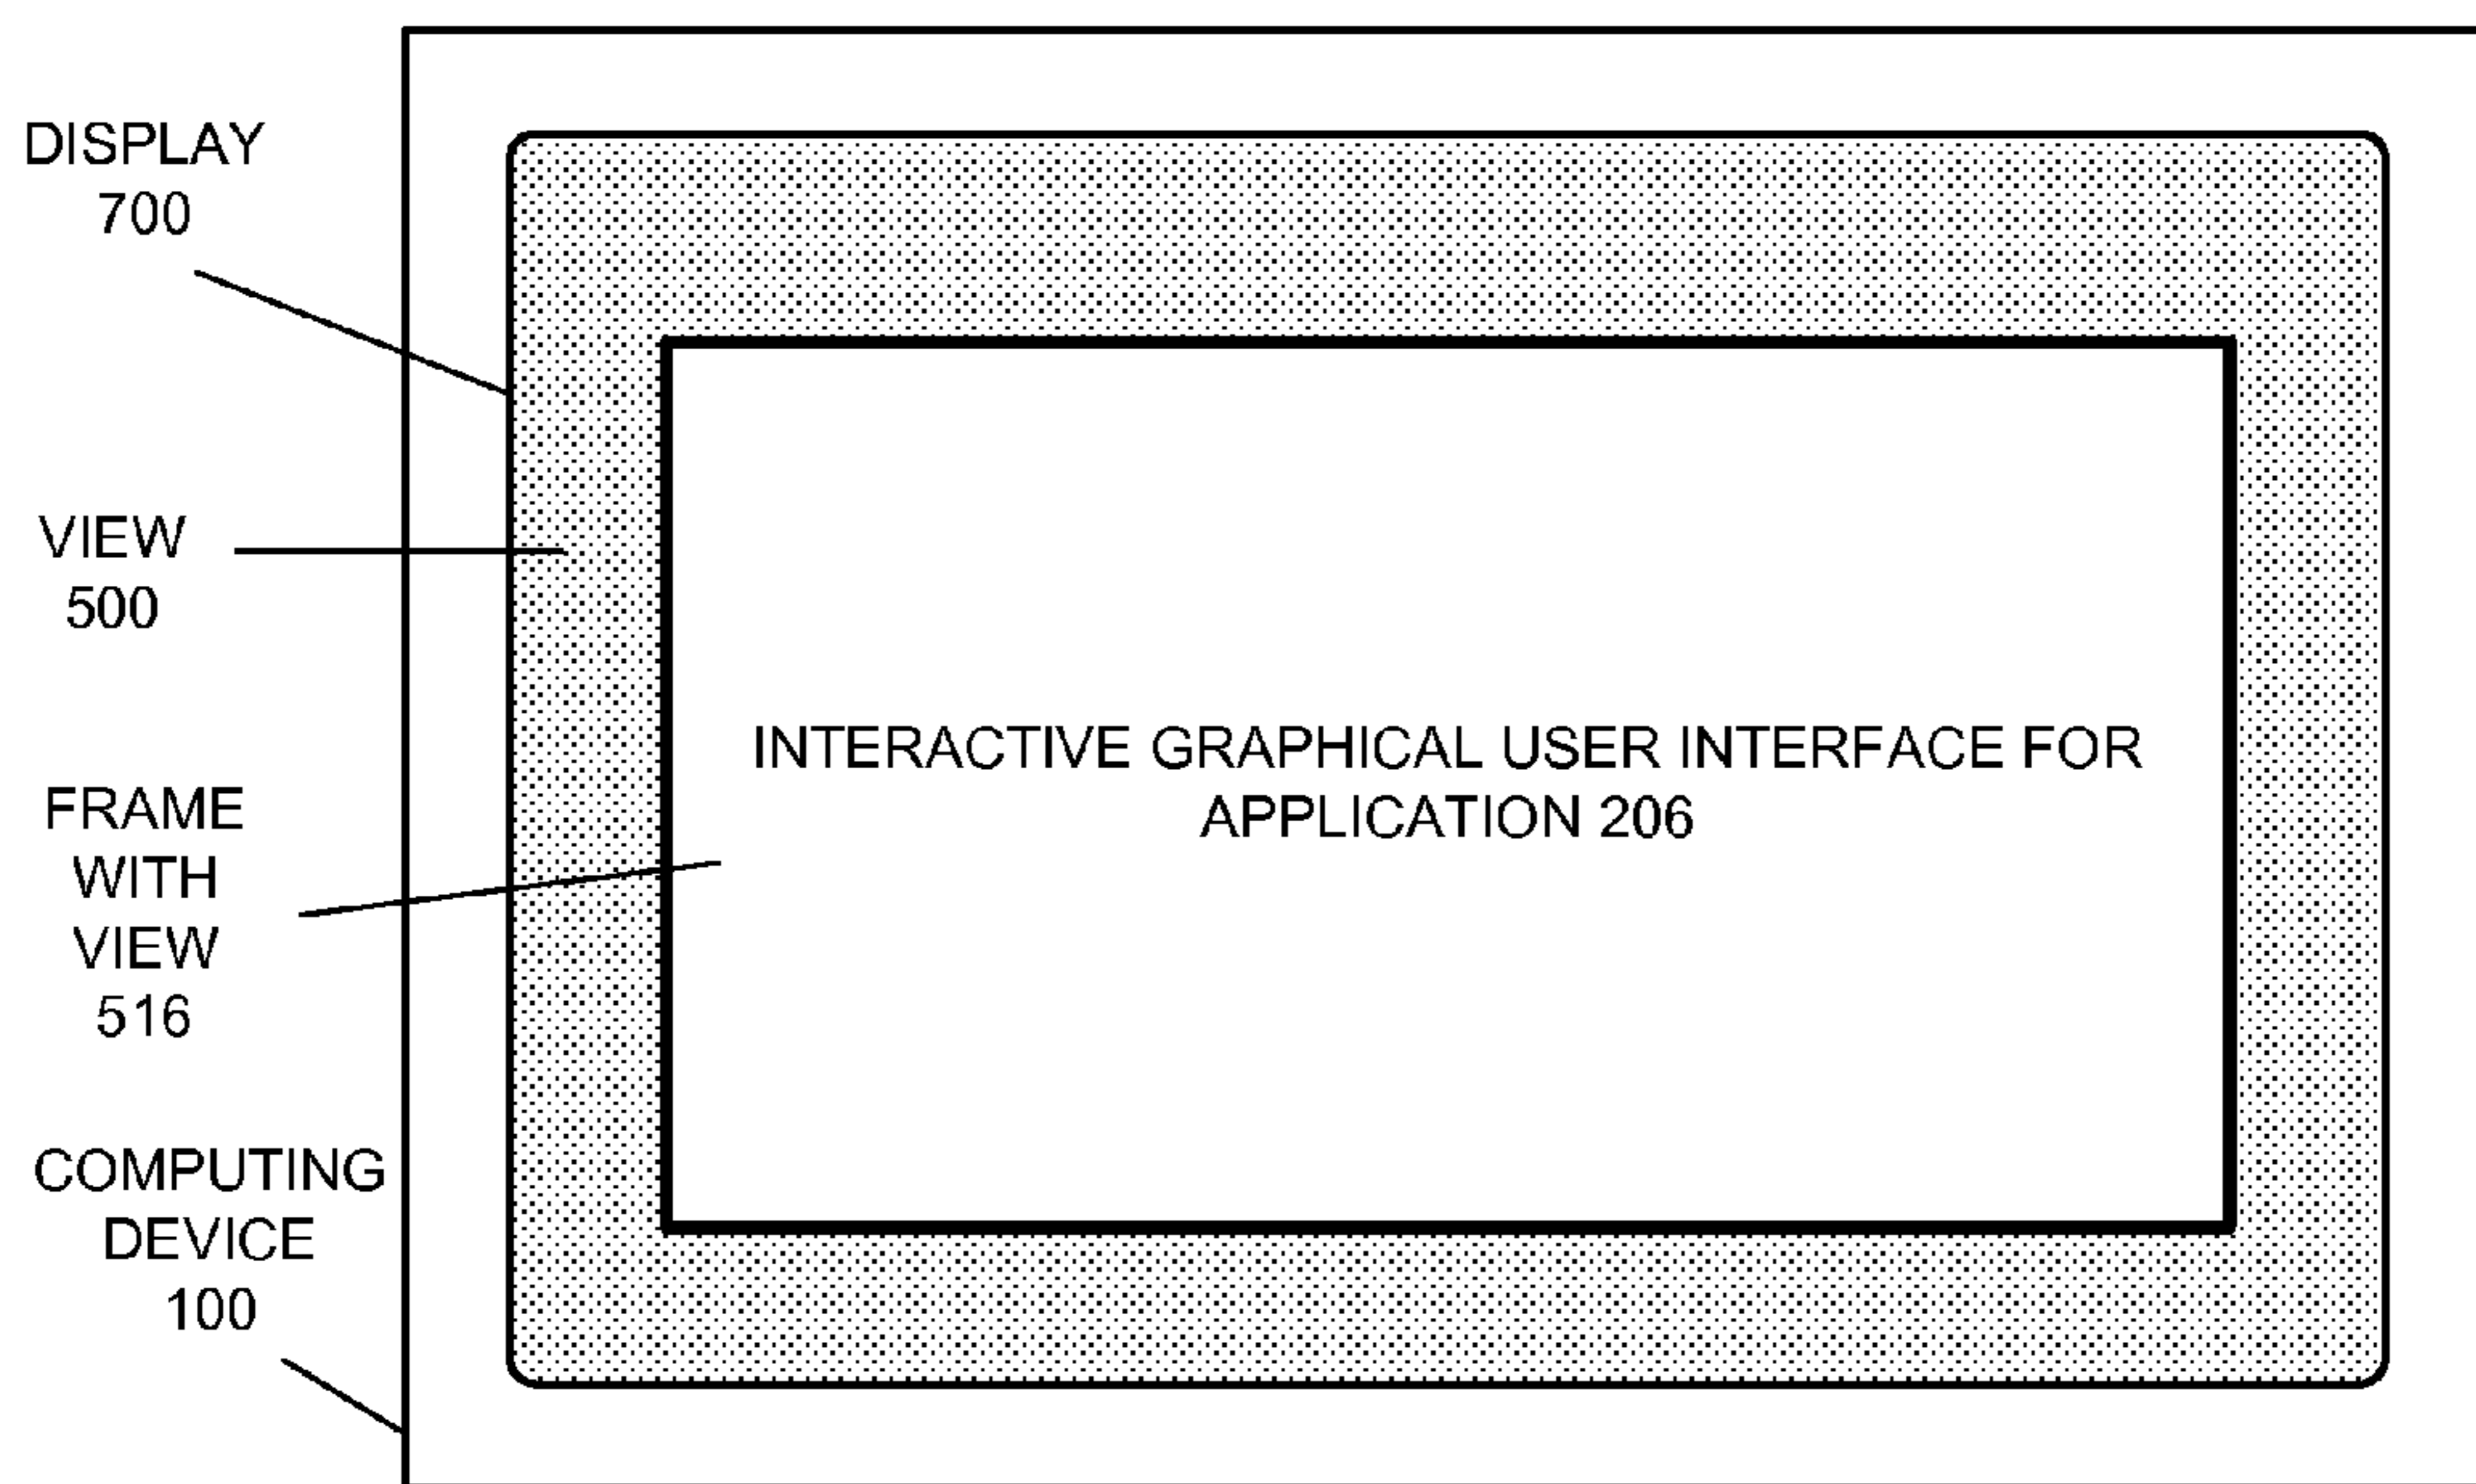 DISPLAY
700
VIEW
500
FRAME
WITH
VIEW
516
COMPUTING
DEVICE
100
INTERACTIVE GRAPHICAL USER INTERFACE FOR
APPLICATION 206